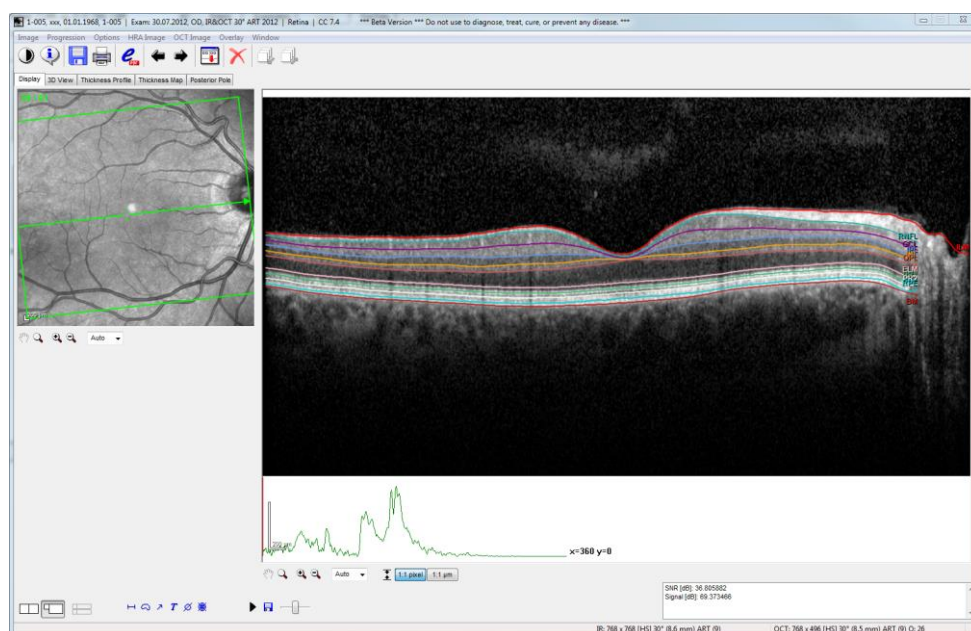 1-005, xxx, 01.01.1968, 1-005 | Exam: 30.07.2012, OD, IR&OCT 30° ART 2012 | Retina | CC 7.4 *** Beta Version *** Do not use to diagnose, treat, cure, or prevent any disease. ***
Image Progression Options HRA Image OCT Image Overlay Window
Display 3D View Thickness Profile Thickness Map Posterior Pole
RNFL
GCL
IPL
OPL
ELM
PR2
RPE
BM
Auto
x=360 y=0
Auto 1:1 pixel 1:1 µm
SNR [dB]: 36.805882
Signal [dB]: 69.373466
IR: 768 x 768 [HS] 30° (8.6 mm) ART (9) OCT: 768 x 496 [HS] 30° (8.5 mm) ART (9) Q: 26